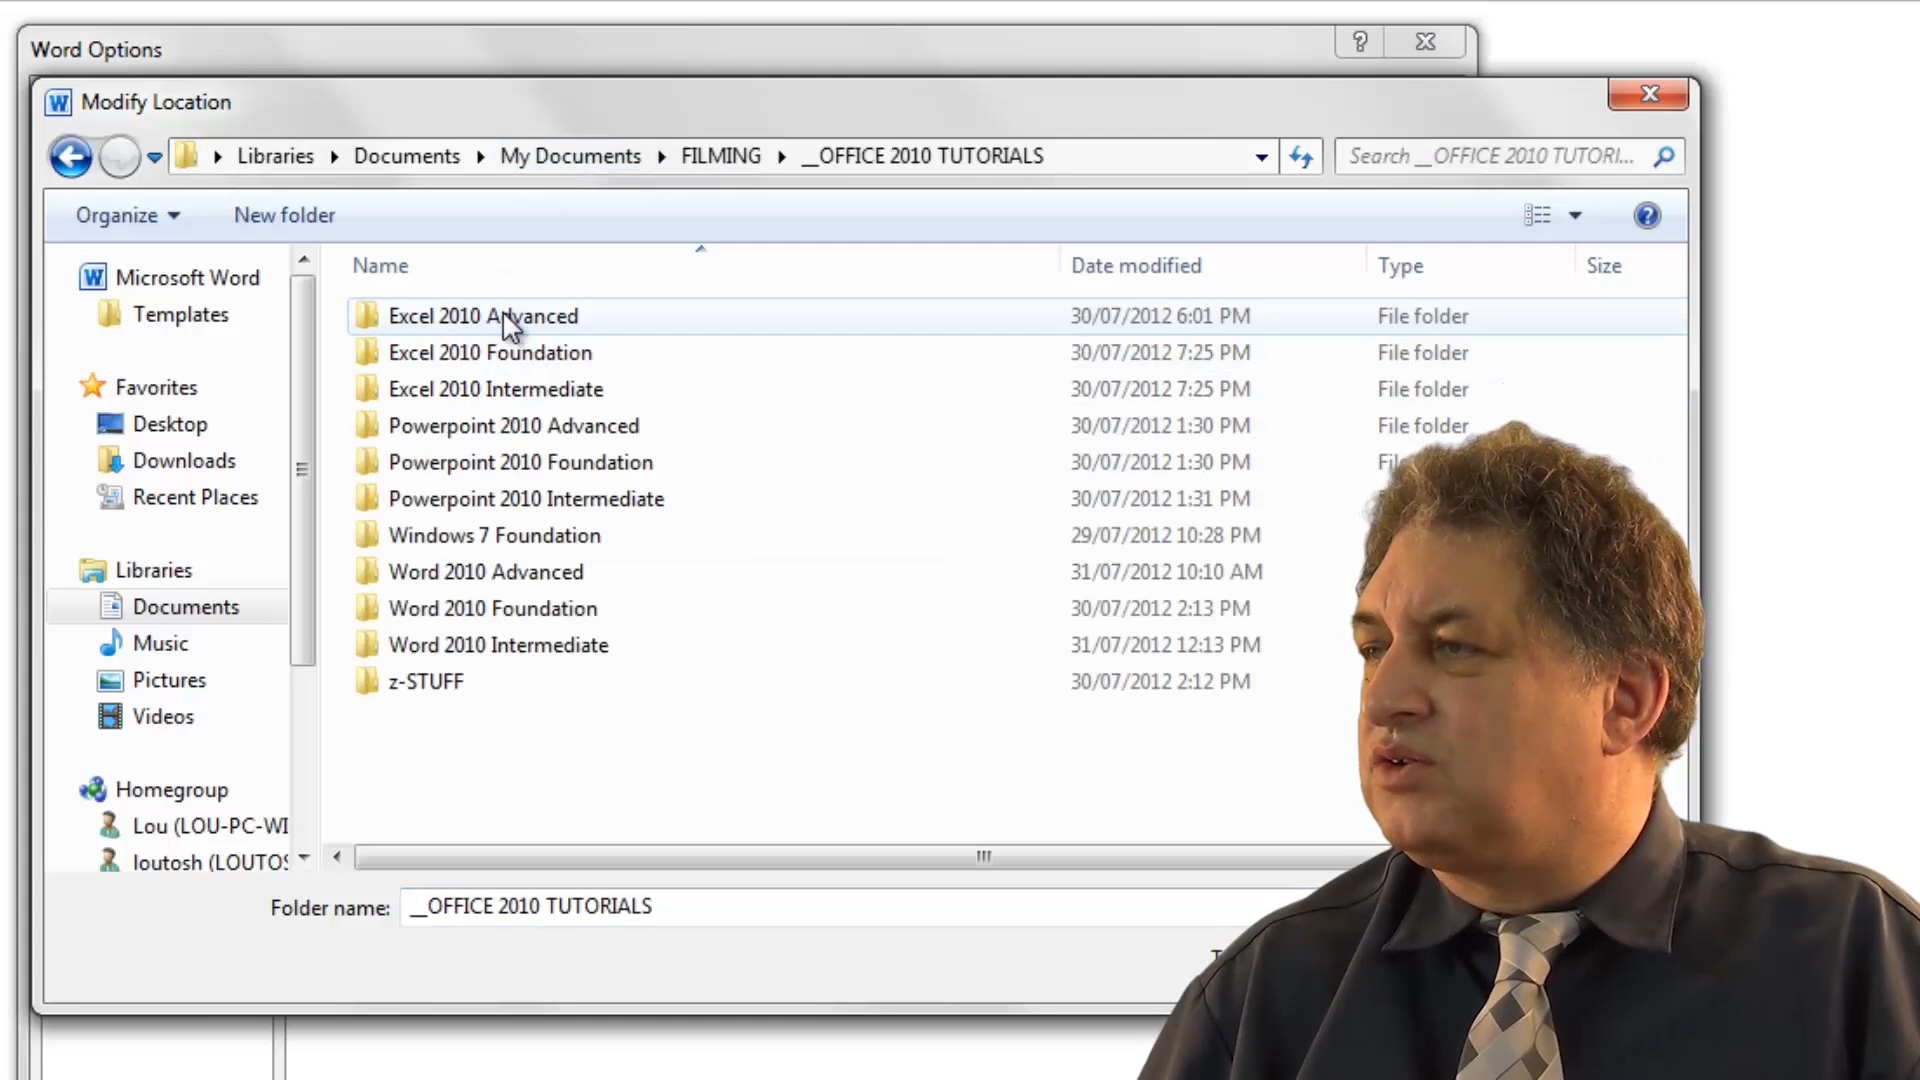 Word Options
Modify Location
Libraries Documents My Documents FILMING __OFFICE 2010 TUTORIALS
Search __OFFICE 2010 TUTORI...
Organize New folder
Microsoft Word
Templates
Favorites
Desktop
Downloads
Recent Places
Libraries
Documents
Music
Pictures
Videos
Homegroup
Lou (LOU-PC-WI
loutosh (LOUTOS
Name Date modified Type Size
Excel 2010 Advanced 30/07/2012 6:01 PM File folder
Excel 2010 Foundation 30/07/2012 7:25 PM File folder
Excel 2010 Intermediate 30/07/2012 7:25 PM File folder
Powerpoint 2010 Advanced 30/07/2012 1:30 PM File folder
Powerpoint 2010 Foundation 30/07/2012 1:30 PM
Powerpoint 2010 Intermediate 30/07/2012 1:31 PM
Windows 7 Foundation 29/07/2012 10:28 PM
Word 2010 Advanced 31/07/2012 10:10 AM
Word 2010 Foundation 30/07/2012 2:13 PM
Word 2010 Intermediate 31/07/2012 12:13 PM
z-STUFF 30/07/2012 2:12 PM
Folder name: __OFFICE 2010 TUTORIALS